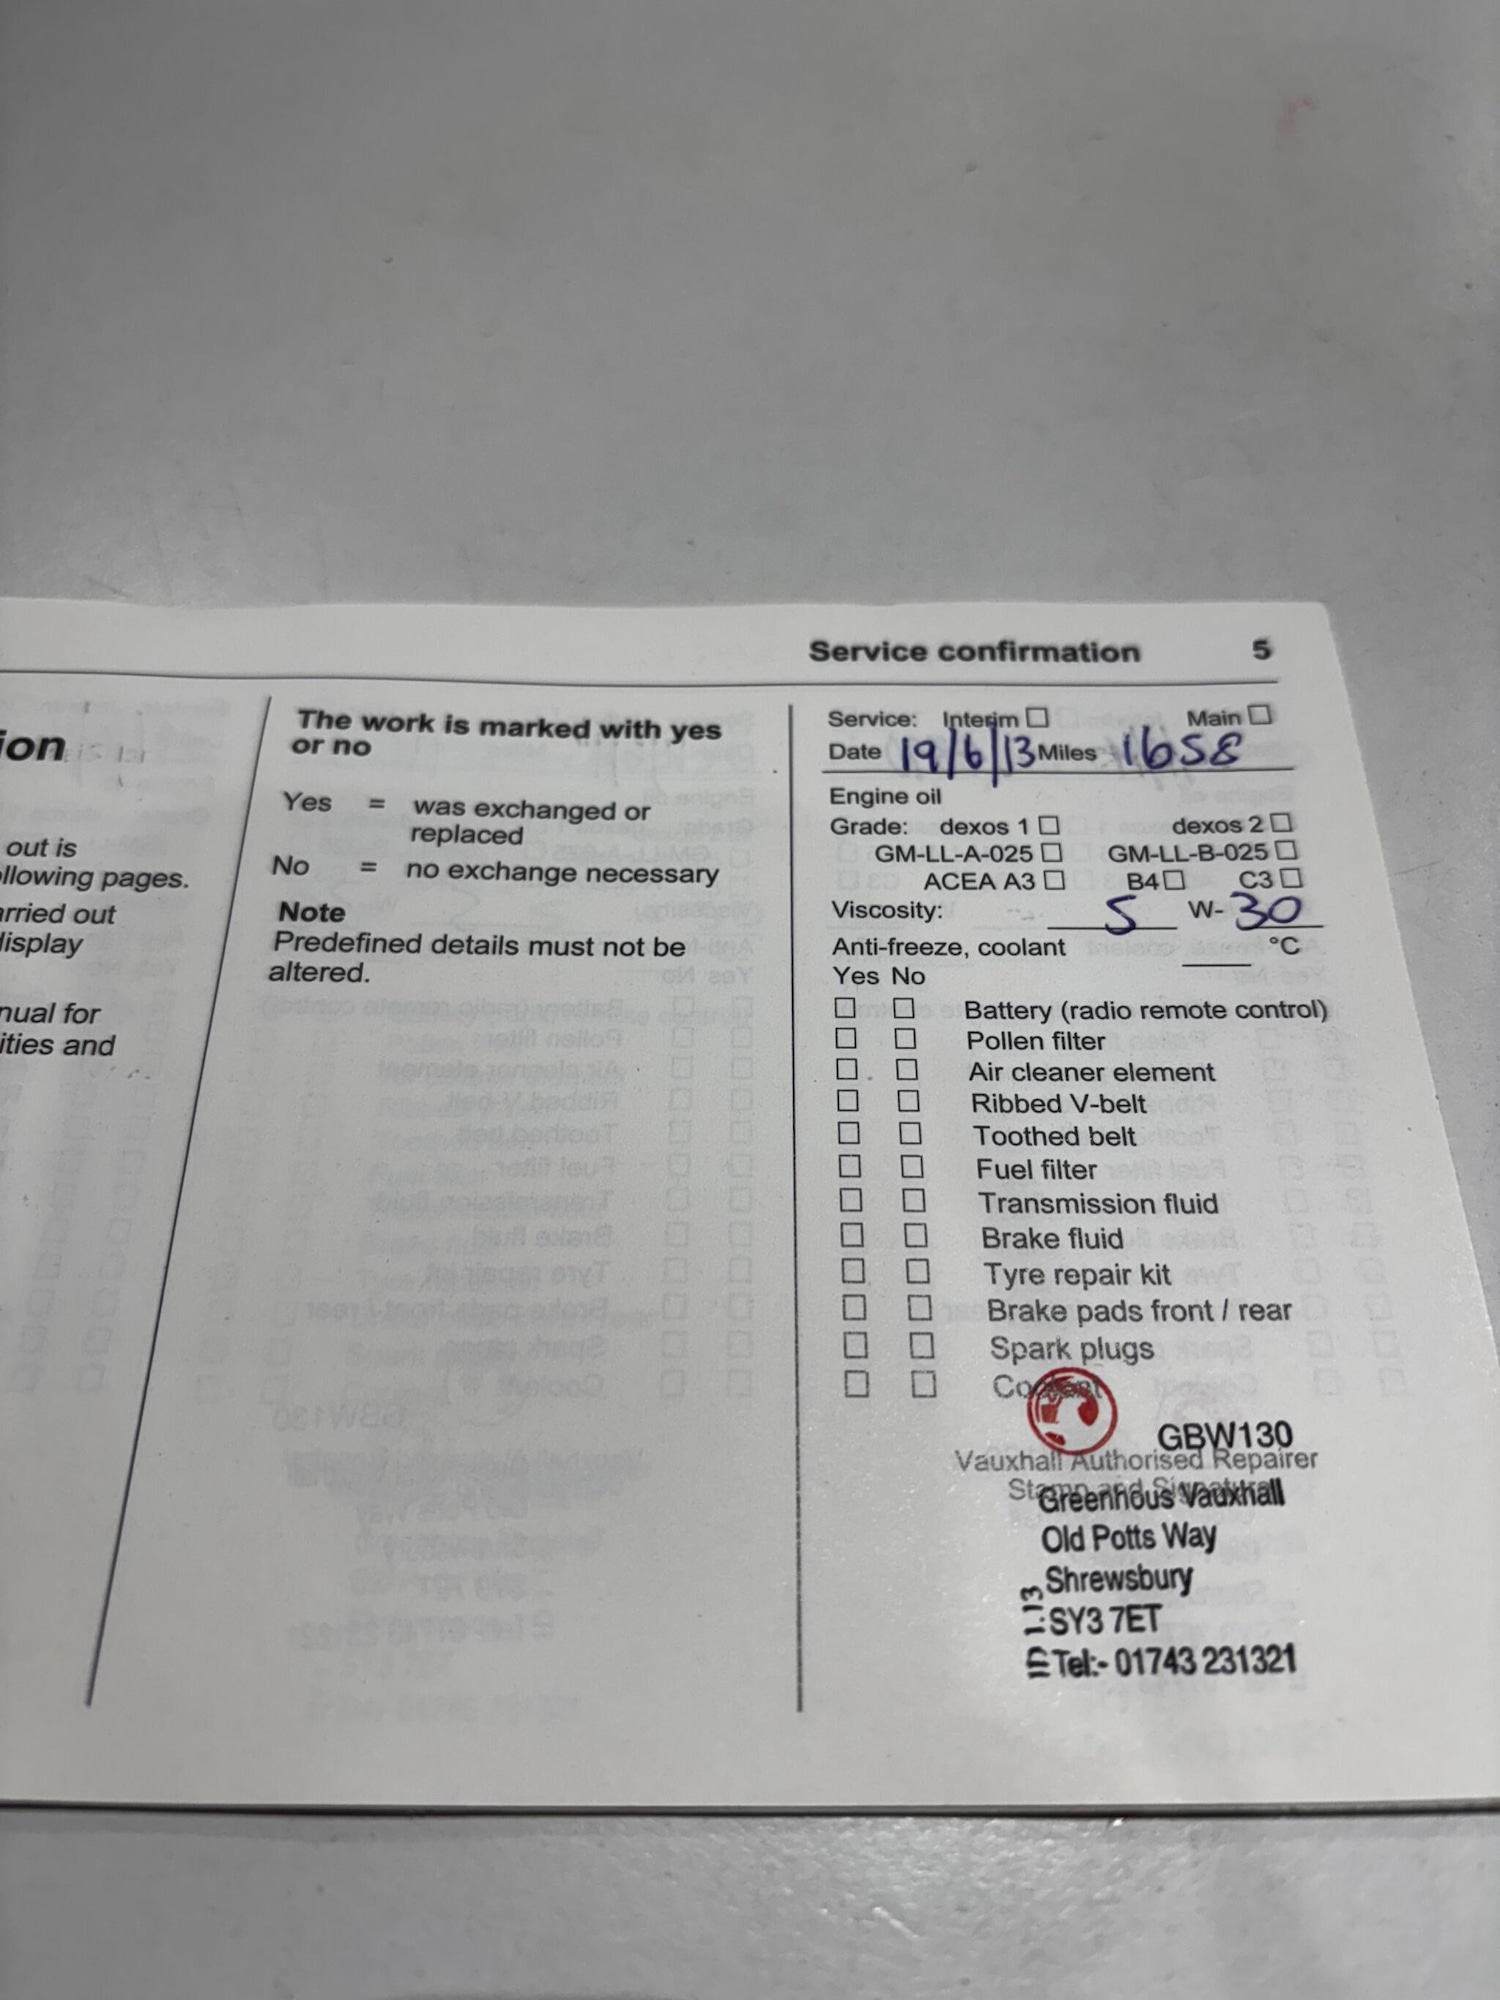 Service confirmation 5
ion
out is
ollowing pages.
arried out
display
nual for
ities and
The work is marked with yes
or no
Yes = was exchanged or
replaced
No = no exchange necessary
Note
Predefined details must not be
altered.
Service: Interim Main
Date 19/6/13 Miles 1658
Engine oil
Grade: dexos 1 dexos 2
GM-LL-A-025 GM-LL-B-025
ACEA A3 B4 C3
Viscosity: 5 W-30
Anti-freeze, coolant °C
Yes No
Battery (radio remote control)
Pollen filter
Air cleaner element
Ribbed V-belt
Toothed belt
Fuel filter
Transmission fluid
Brake fluid
Tyre repair kit
Brake pads front / rear
Spark plugs
Coolant
GBW130
Vauxhall Authorised Repairer
Stamp and Signature
Greenhous Vauxhall
Old Potts Way
Shrewsbury
SY3 7ET
Tel:- 01743 231321